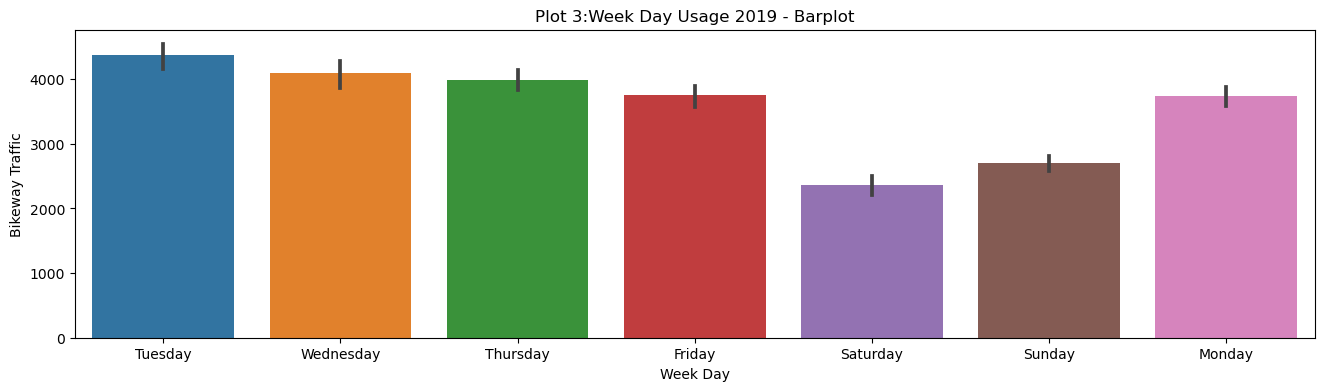 Plot 3:Week Day Usage 2019 - Barplot
Bikeway Traffic
4000
3000
2000
1000
0
Tuesday Wednesday Thursday Friday Saturday Sunday Monday
Week Day